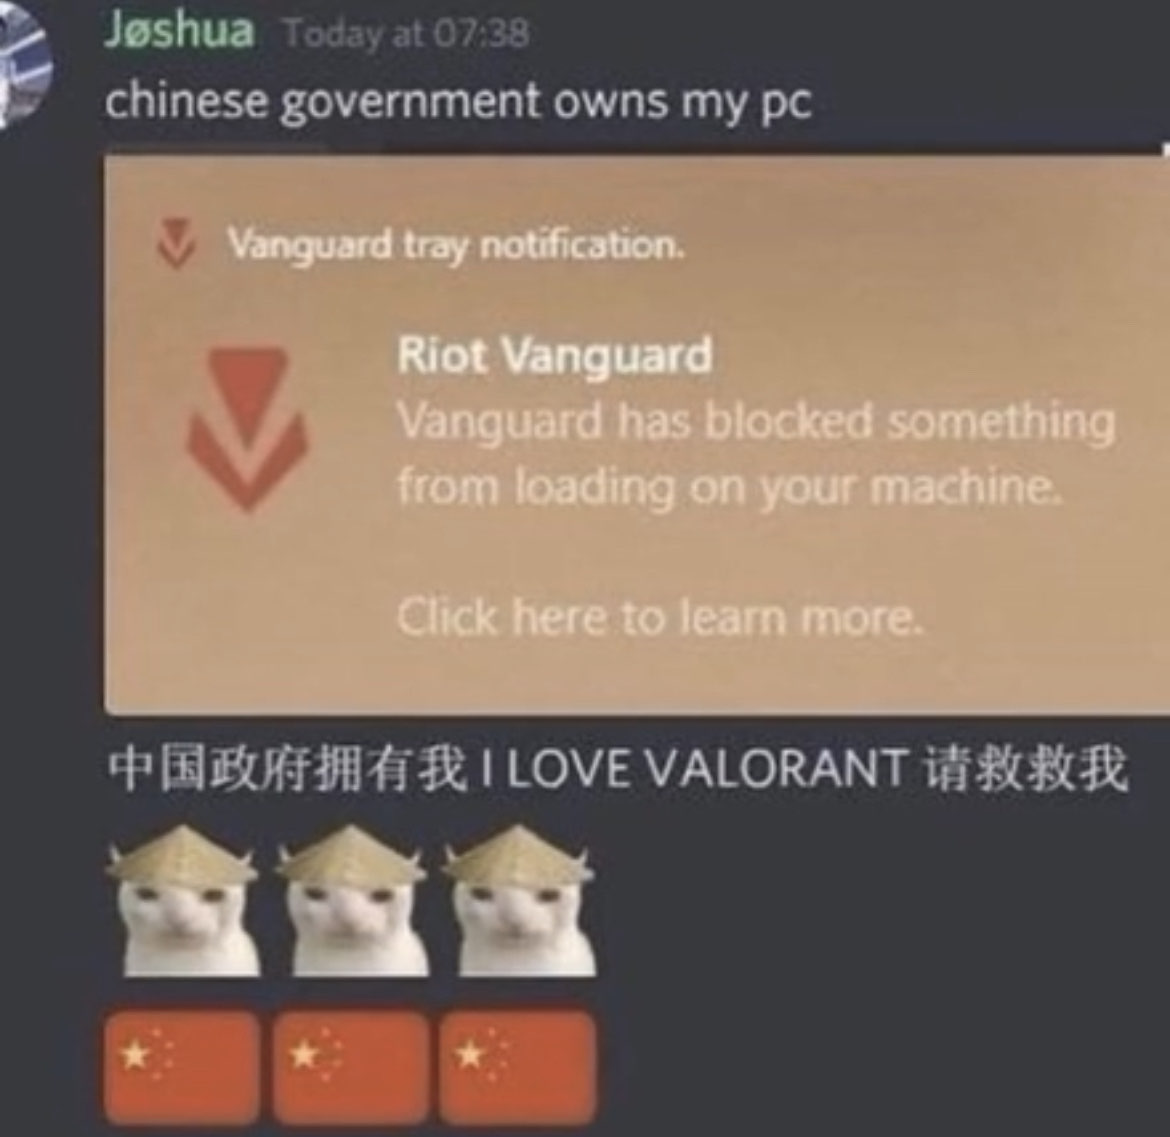 Jøshua Today at 07:38
chinese government owns my pc
Vanguard tray notification.
Riot Vanguard
Vanguard has blocked something
from loading on your machine.
Click here to learn more.
中国政府拥有我 I LOVE VALORANT 请救救我